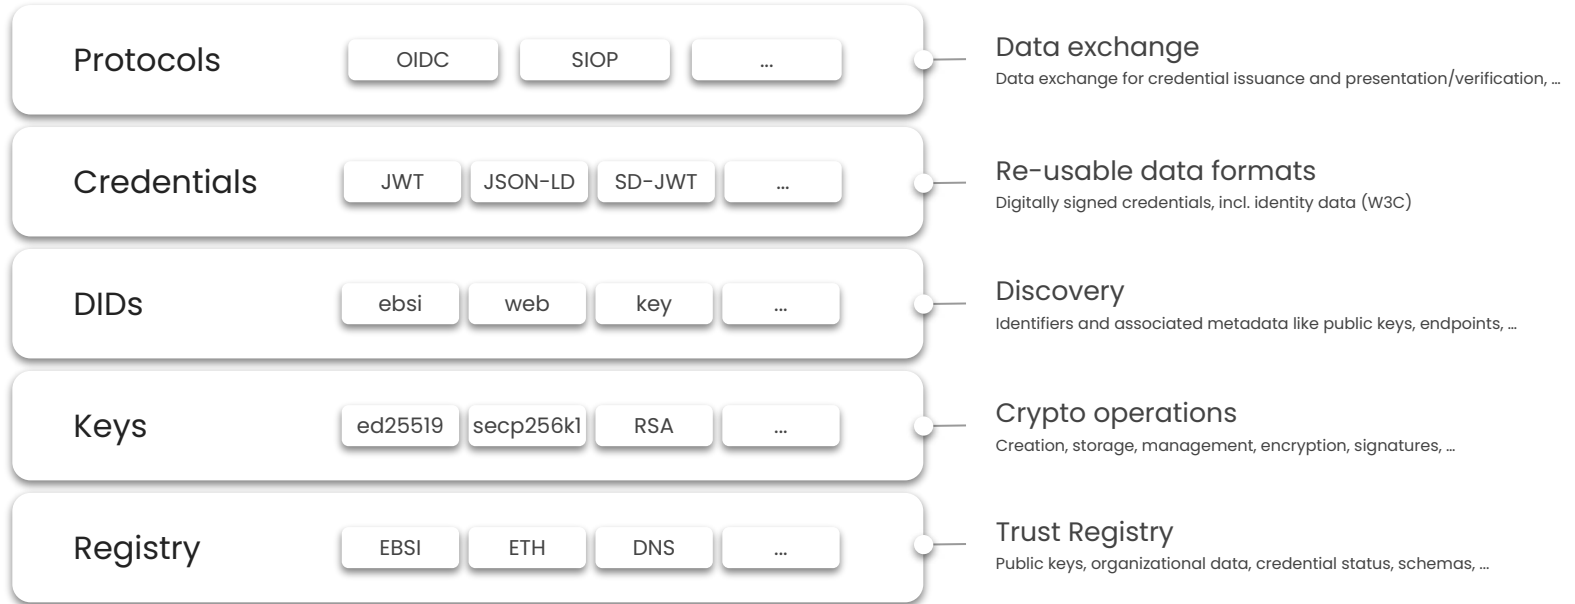 Protocols
OIDC
SIOP
...
Data exchange
Data exchange for credential issuance and presentation/verification, ...
Credentials
JWT
JSON-LD
SD-JWT
...
Re-usable data formats
Digitally signed credentials, incl. identity data (W3C)
DIDs
ebsi
web
key
...
Discovery
Identifiers and associated metadata like public keys, endpoints, ...
Keys
ed25519
secp256k1
RSA
...
Crypto operations
Creation, storage, management, encryption, signatures, ...
Registry
EBSI
ETH
DNS
...
Trust Registry
Public keys, organizational data, credential status, schemas, ...